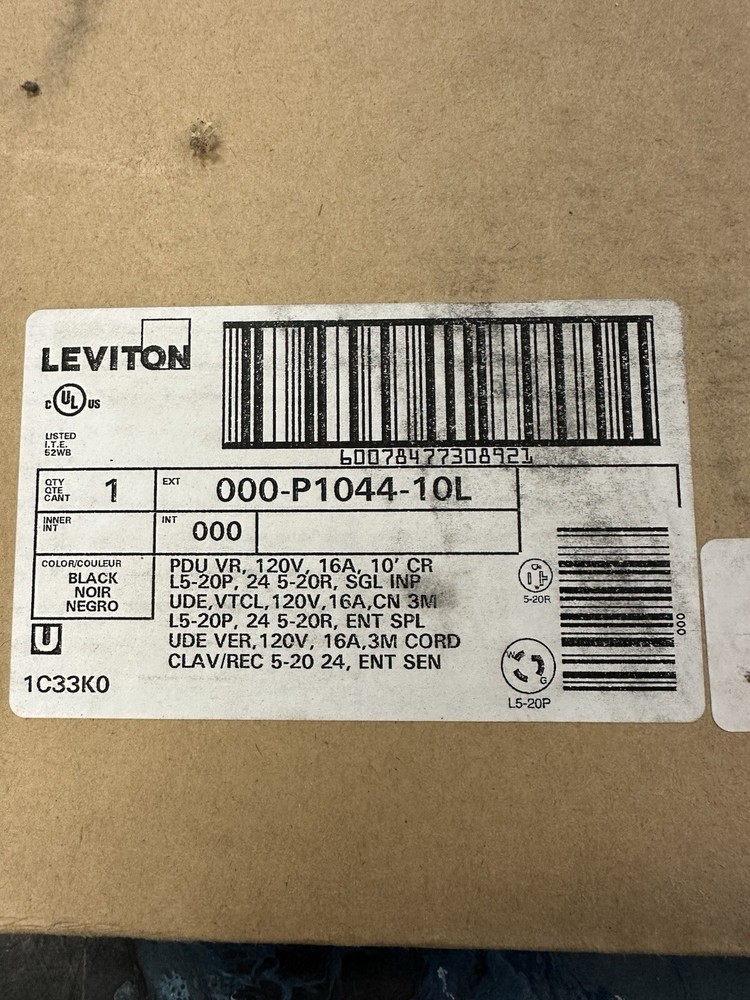 LEVITON
C UL US
LISTED
I.T.E.
52WB
60078477308921
QTY
QTE
CANT
1
EXT
000-P1044-10L
INNER
INT
INT
000
COLOR/COULEUR
BLACK
NOIR
NEGRO
PDU VR, 120V, 16A, 10' CR
L5-20P, 24 5-20R, SGL INP
UDE,VTCL,120V,16A,CN 3M
L5-20P, 24 5-20R, ENT SPL
UDE VER,120V, 16A,3M CORD
CLAV/REC 5-20 24, ENT SEN
U
1C33K0
G
5-20R
W
G
L5-20P
000